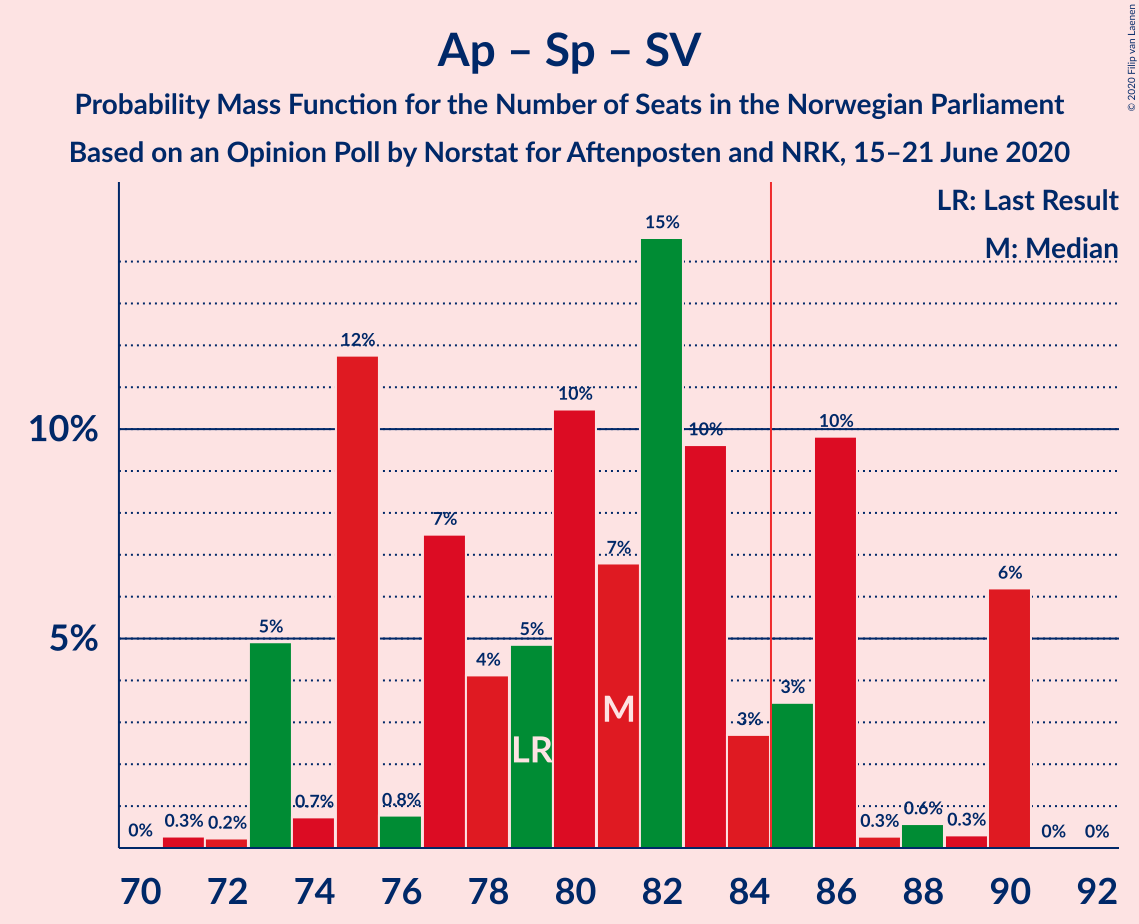 Ap – Sp – SV
Probability Mass Function for the Number of Seats in the Norwegian Parliament
Based on an Opinion Poll by Norstat for Aftenposten and NRK, 15–21 June 2020
© 2020 Filip van Laenen
LR: Last Result
M: Median
10%
5%
0%
0.3%
0.2%
5%
0.7%
12%
0.8%
7%
4%
5%
10%
7%
15%
10%
3%
3%
10%
0.3%
0.6%
0.3%
6%
0%
0%
LR
M
70 72 74 76 78 80 82 84 86 88 90 92